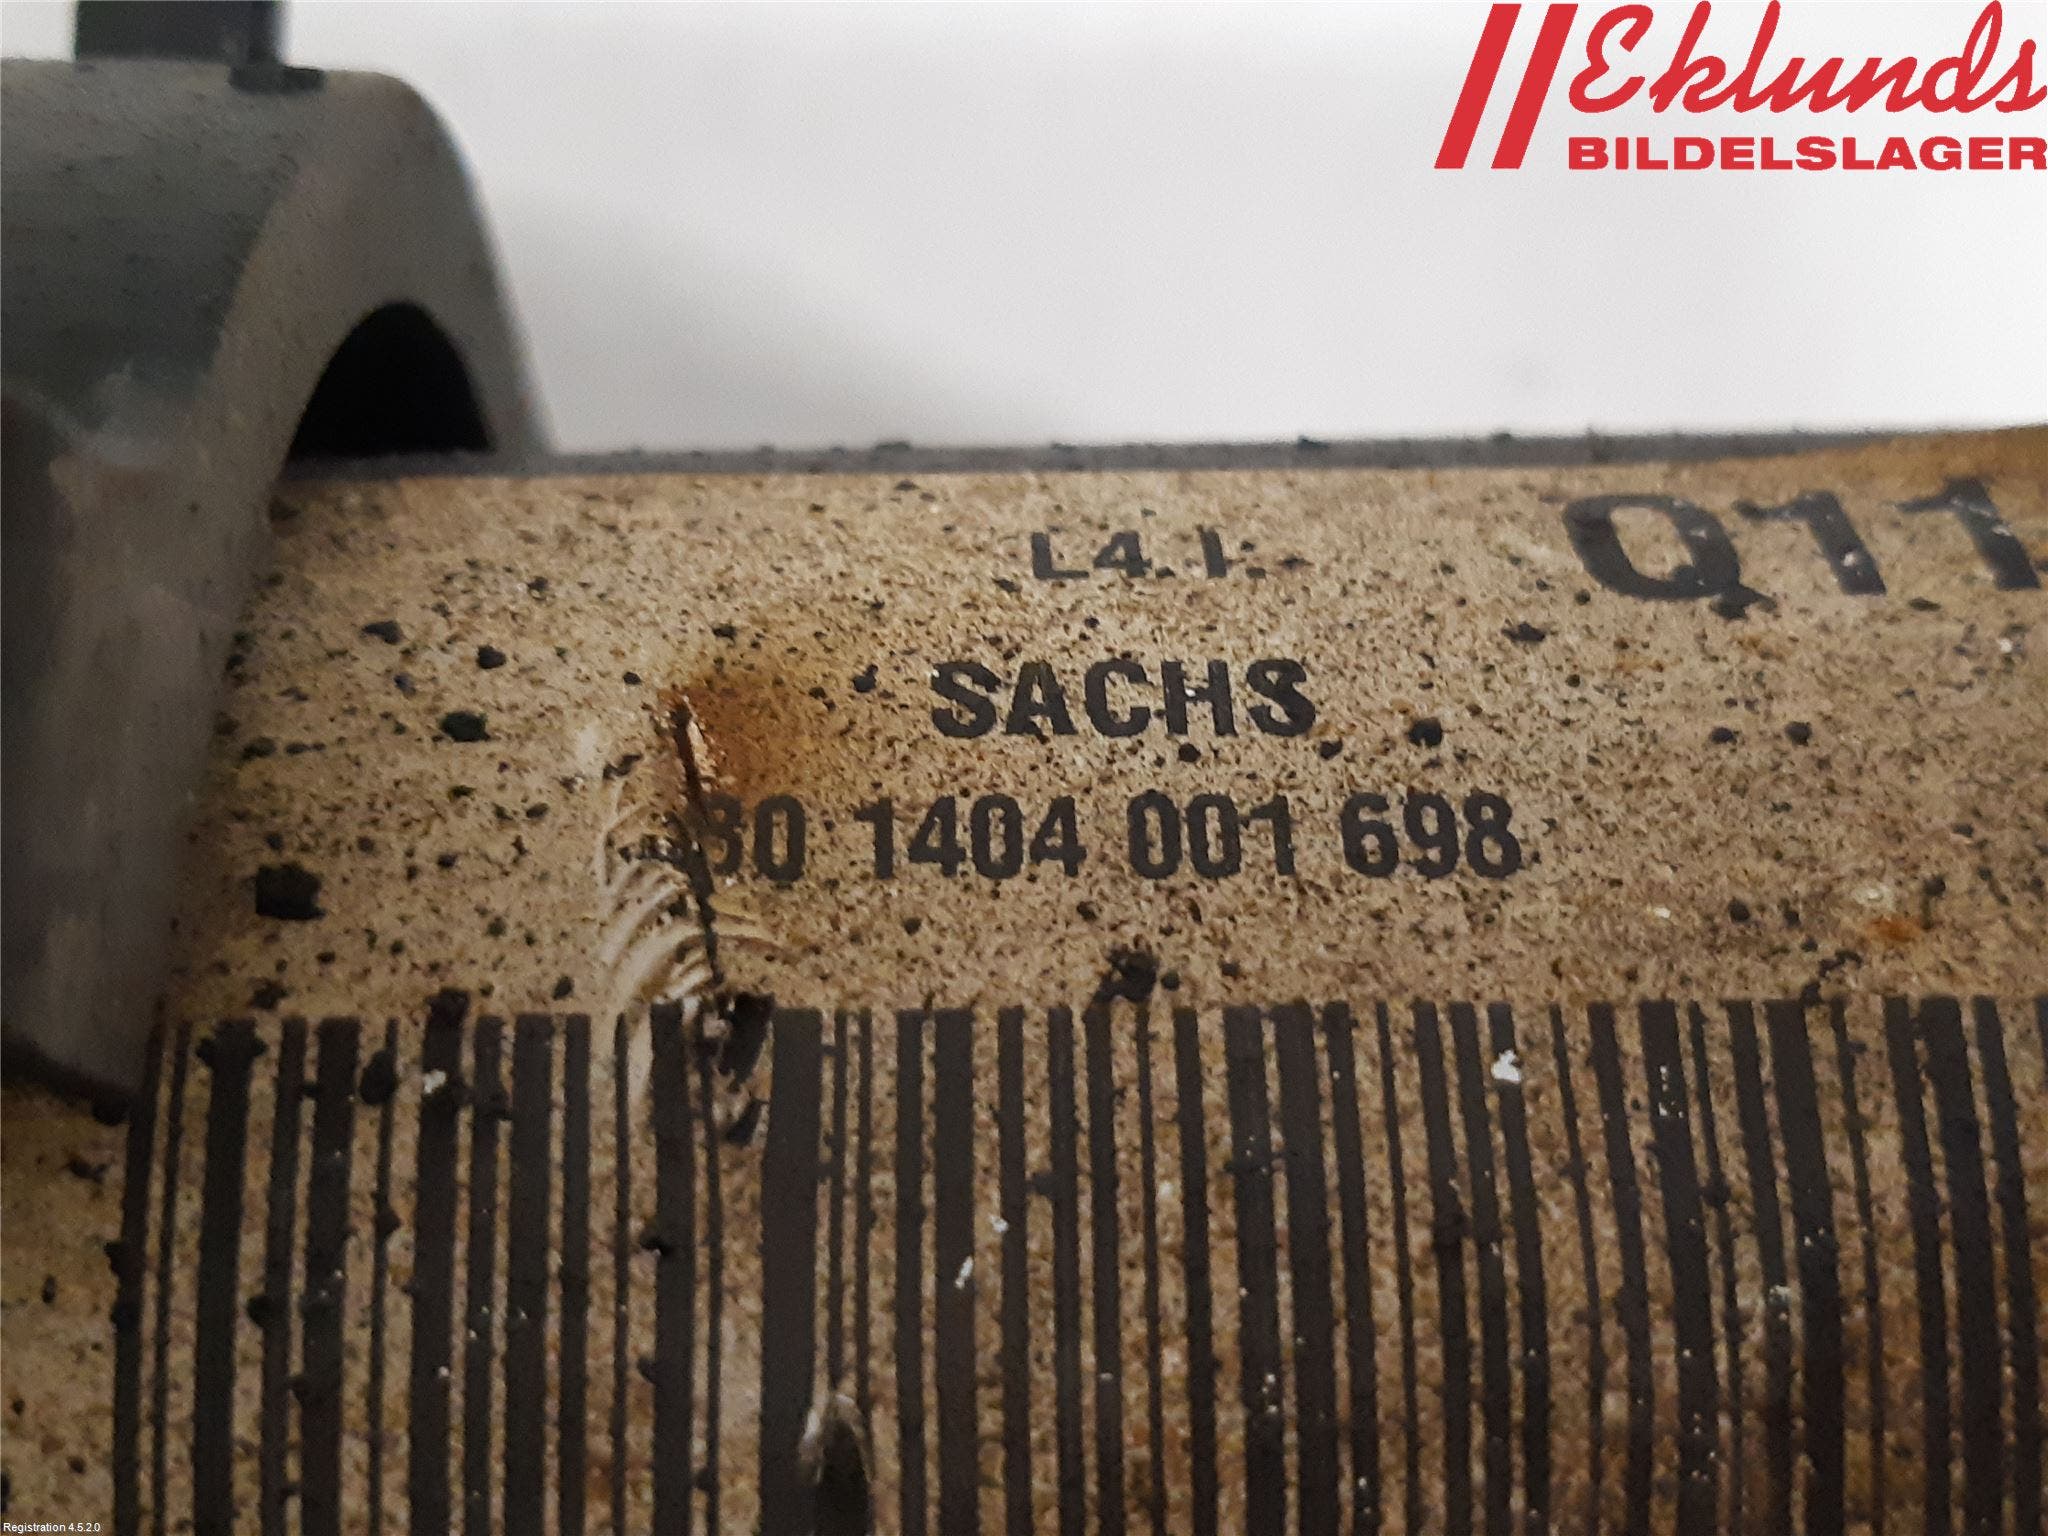 Eklunds
BILDELSLAGER
L4.1.
Q11
SACHS
1404 001 698
Registration 4.5.2.0